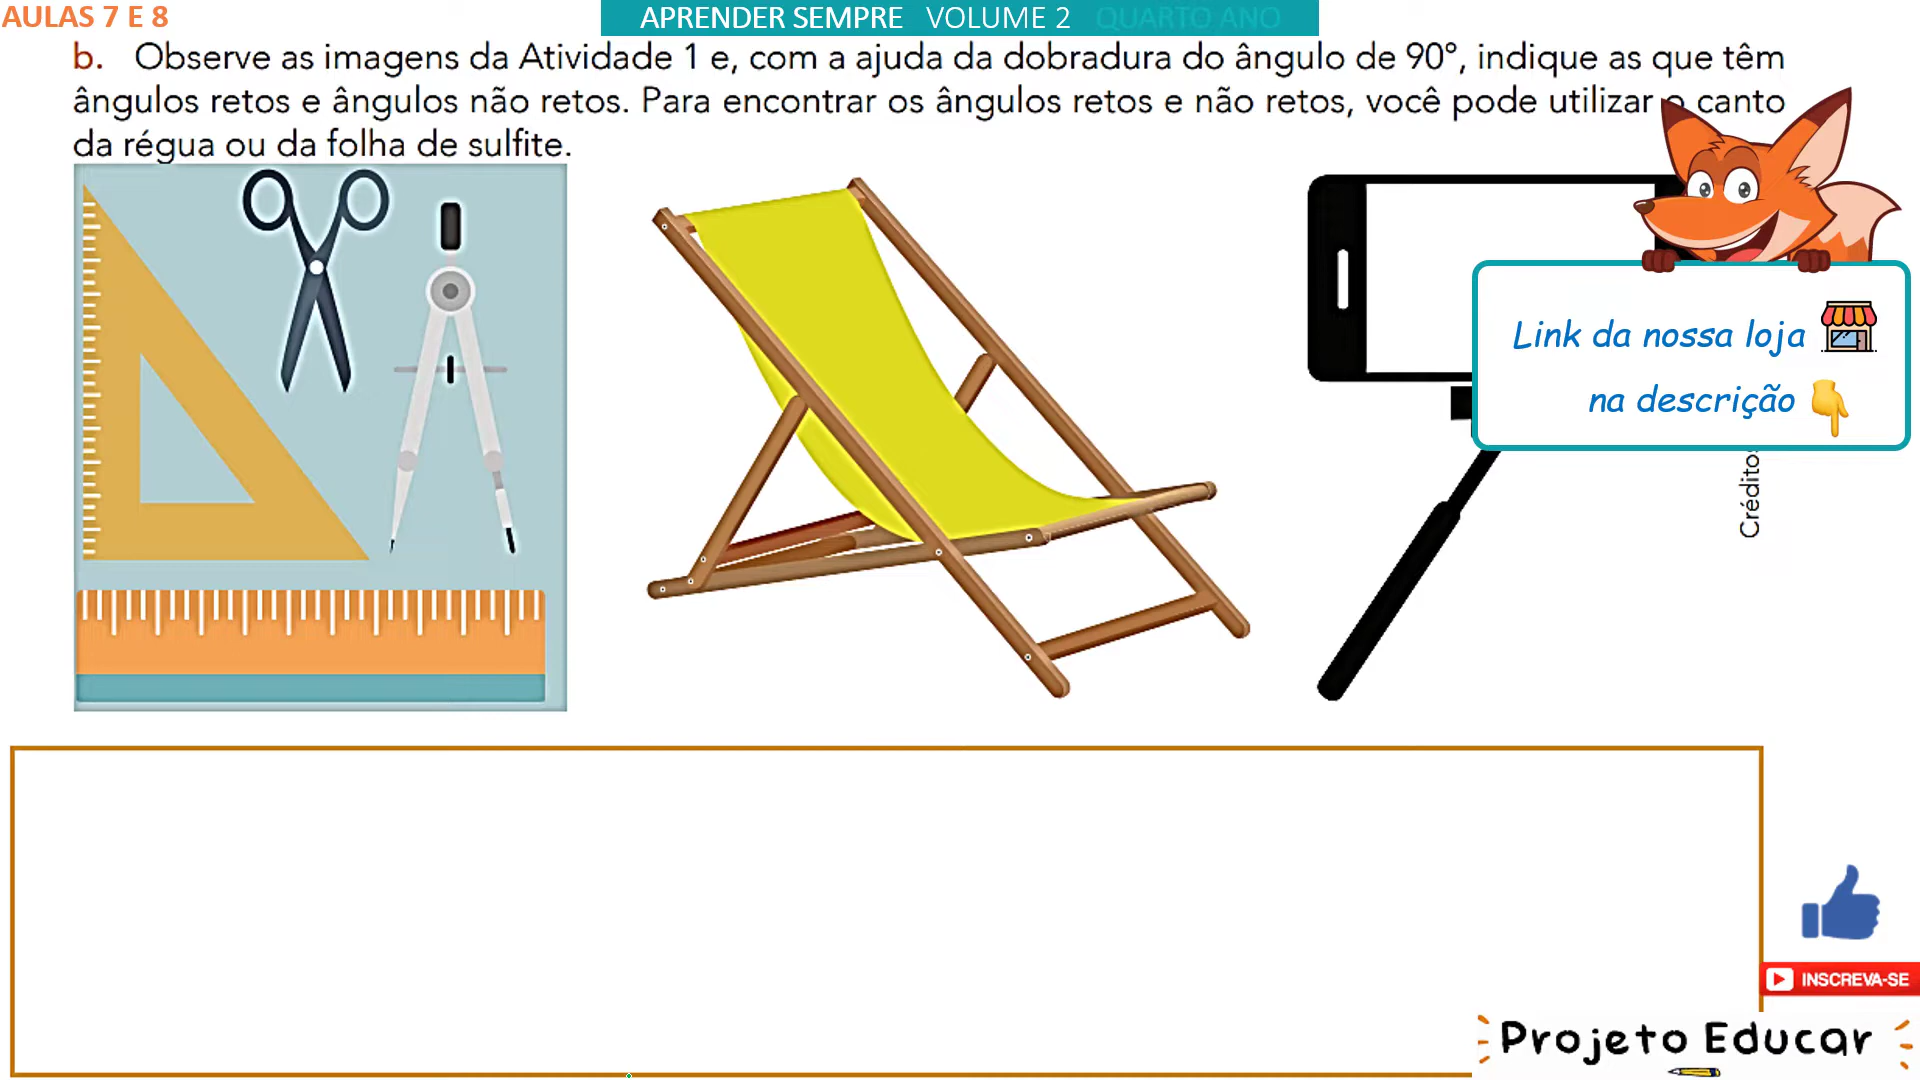 AULAS 7 E 8
APRENDER SEMPRE VOLUME 2 QUARTO ANO
b. Observe as imagens da Atividade 1 e, com a ajuda da dobradura do ângulo de 90°, indique as que têm
ângulos retos e ângulos não retos. Para encontrar os ângulos retos e não retos, você pode utilizar o canto
da régua ou da folha de sulfite.
Link da nossa loja
na descrição
Créditos
INSCREVA-SE
Projeto Educar